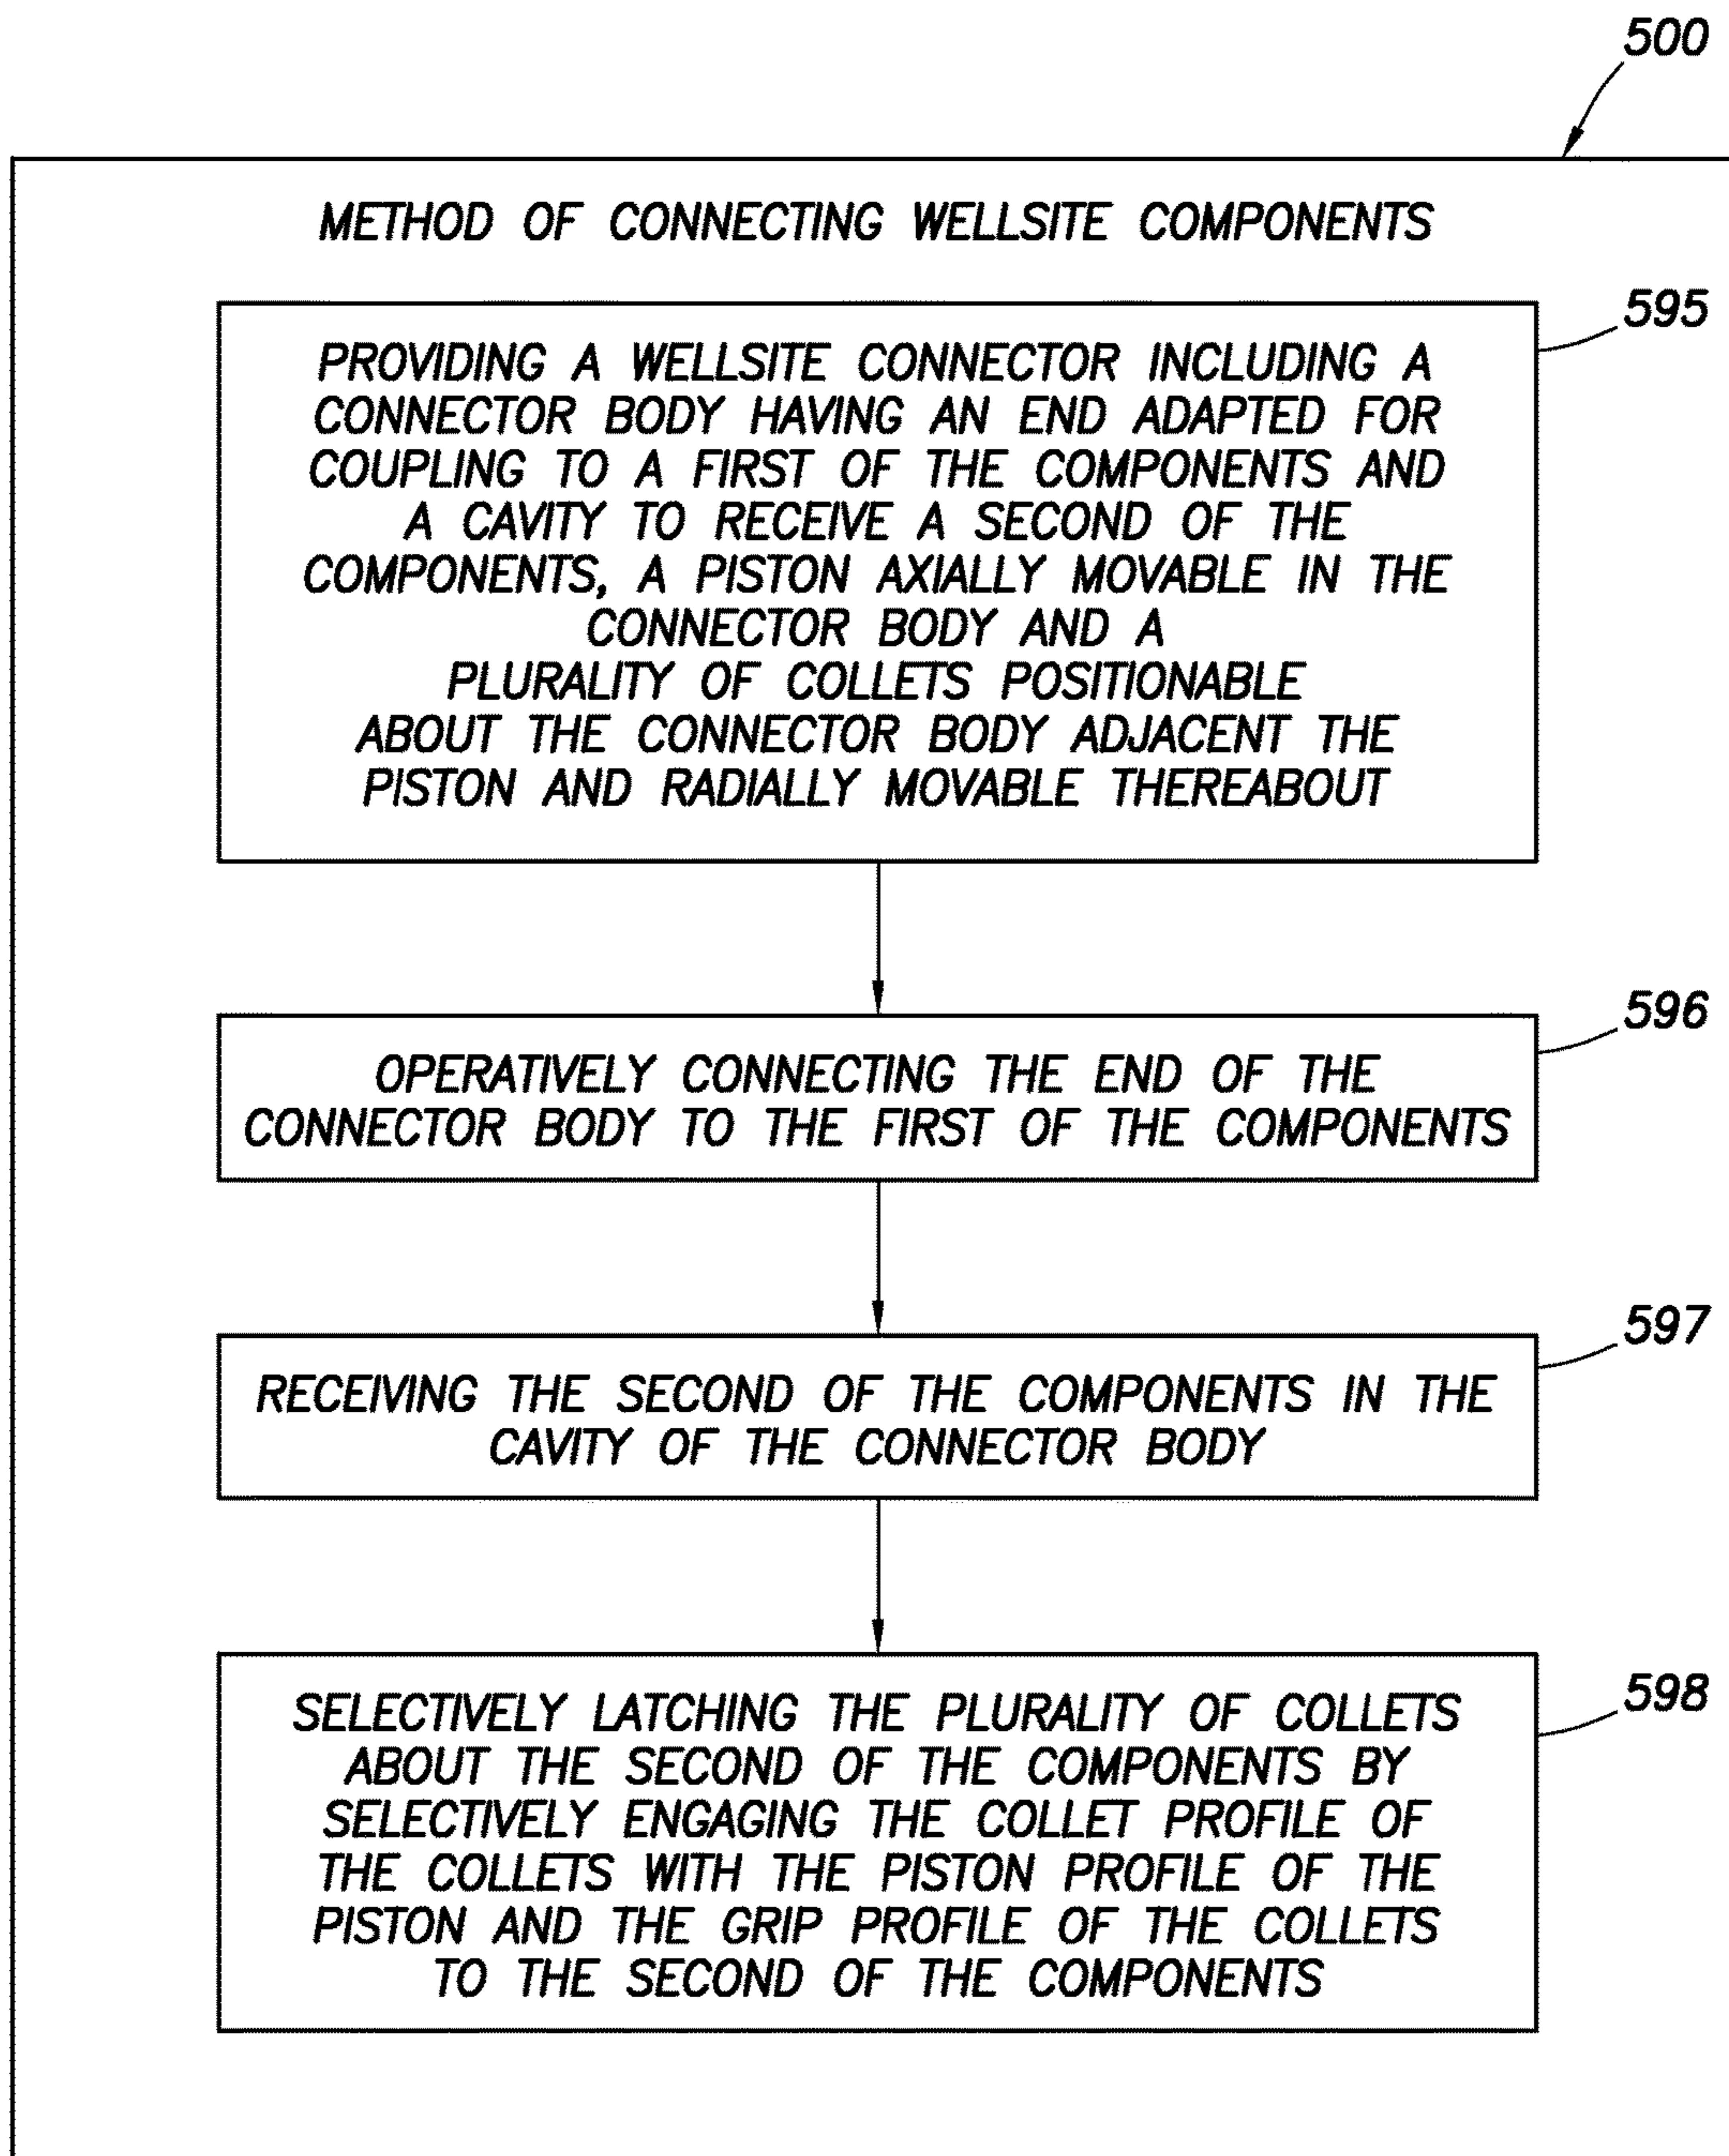 500
METHOD OF CONNECTING WELLSITE COMPONENTS
595
PROVIDING A WELLSITE CONNECTOR INCLUDING A
CONNECTOR BODY HAVING AN END ADAPTED FOR
COUPLING TO A FIRST OF THE COMPONENTS AND
A CAVITY TO RECEIVE A SECOND OF THE
COMPONENTS, A PISTON AXIALLY MOVABLE IN THE
CONNECTOR BODY AND A
PLURALITY OF COLLETS POSITIONABLE
ABOUT THE CONNECTOR BODY ADJACENT THE
PISTON AND RADIALLY MOVABLE THEREABOUT
596
OPERATIVELY CONNECTING THE END OF THE
CONNECTOR BODY TO THE FIRST OF THE COMPONENTS
597
RECEIVING THE SECOND OF THE COMPONENTS IN THE
CAVITY OF THE CONNECTOR BODY
598
SELECTIVELY LATCHING THE PLURALITY OF COLLETS
ABOUT THE SECOND OF THE COMPONENTS BY
SELECTIVELY ENGAGING THE COLLET PROFILE OF
THE COLLETS WITH THE PISTON PROFILE OF THE
PISTON AND THE GRIP PROFILE OF THE COLLETS
TO THE SECOND OF THE COMPONENTS